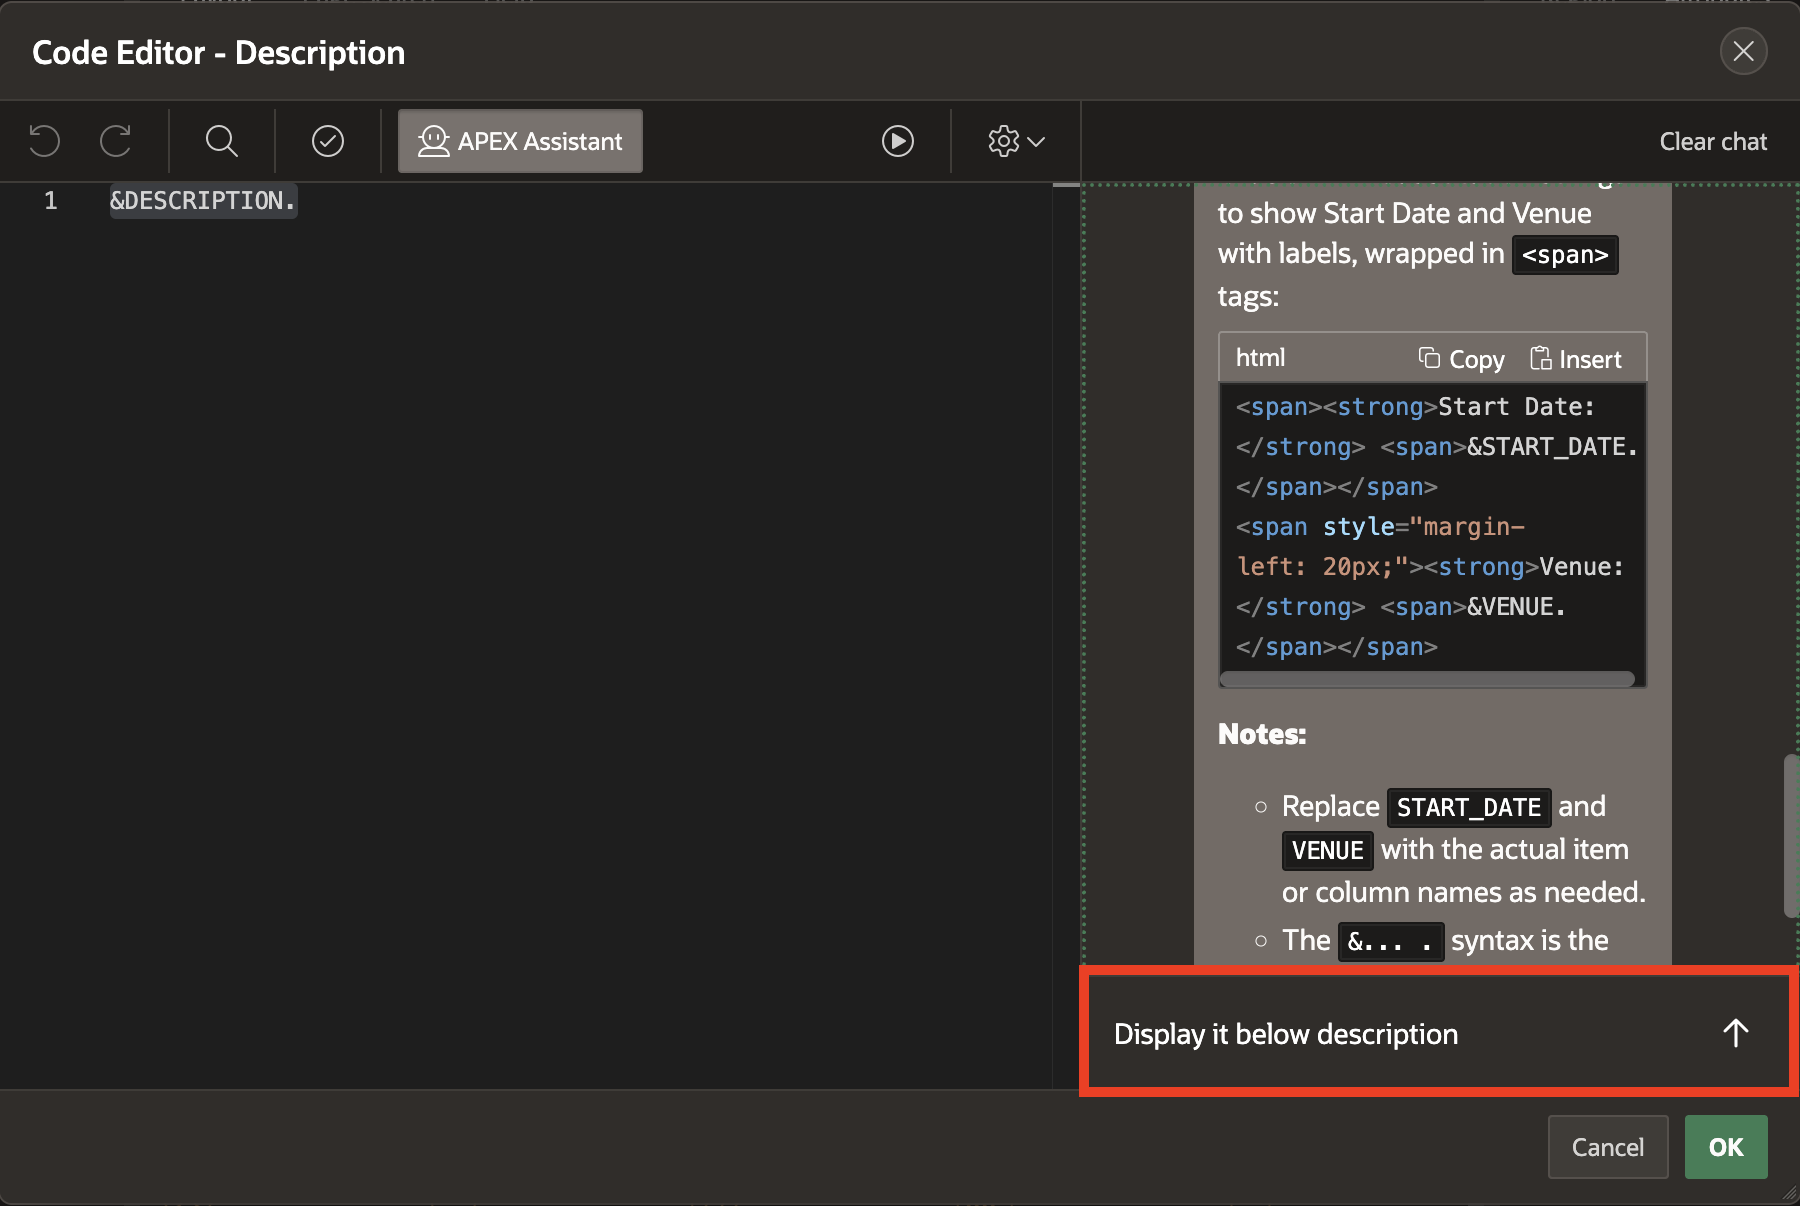 Code Editor - Description
APEX Assistant
Clear chat
1 &DESCRIPTION.
to show Start Date and Venue
with labels, wrapped in <span>
tags:
html Copy Insert
<span><strong>Start Date:
</strong> <span>&START_DATE.
</span></span>
<span style="margin-
left: 20px;"><strong>Venue:
</strong> <span>&VENUE.
</span></span>
Notes:
Replace START_DATE and
VENUE with the actual item
or column names as needed.
The &... . syntax is the
Display it below description
Cancel OK